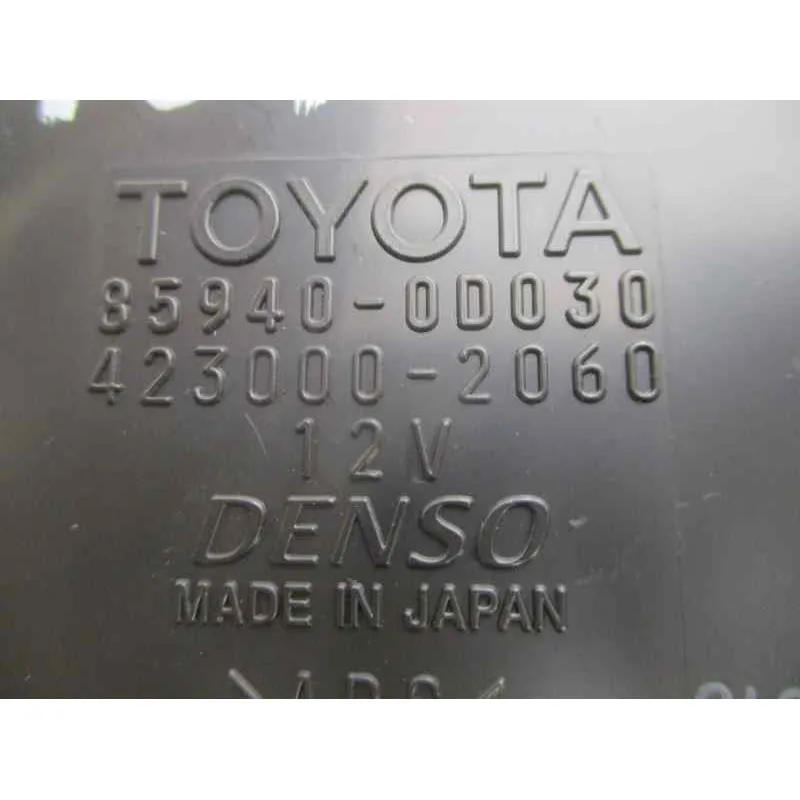 TOYOTA
85940-0D030
423000-2060
12V
DENSO
MADE IN JAPAN